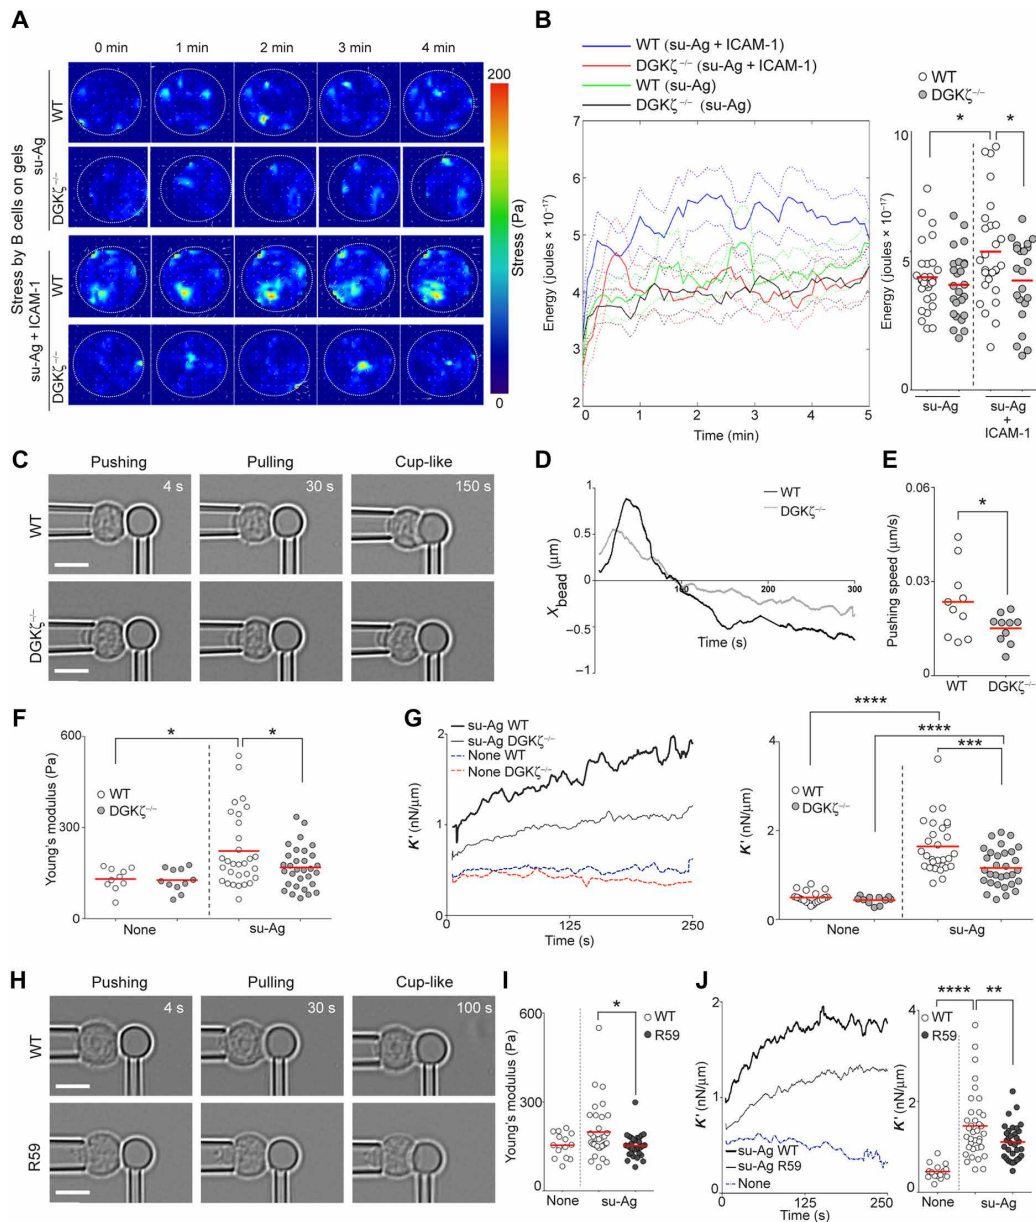 A
0 min
1 min
2 min
3 min
4 min
Stress by B cells on gels
su-Ag
WT
DGKζ⁻/⁻
su-Ag + ICAM-1
WT
DGKζ⁻/⁻
200
Stress (Pa)
0
B
WT (su-Ag + ICAM-1)
DGKζ⁻/⁻ (su-Ag + ICAM-1)
WT (su-Ag)
DGKζ⁻/⁻ (su-Ag)
Energy (joules × 10⁻¹⁷)
7
6
5
4
3
2
0
1
2
3
4
5
Time (min)
WT
DGKζ⁻/⁻
* *
Energy (joules × 10⁻¹⁷)
10
5
0
su-Ag
su-Ag
+
ICAM-1
C
Pushing
Pulling
Cup-like
4 s
30 s
150 s
WT
DGKζ⁻/⁻
D
WT
DGKζ⁻/⁻
Xbead (μm)
1
0.5
0
−0.5
−1
100
200
300
Time (s)
E
Pushing speed (μm/s)
0.06
0.03
0
*
WT
DGKζ⁻/⁻
F
Young's modulus (Pa)
600
300
0
* *
WT
DGKζ⁻/⁻
None
su-Ag
G
su-Ag WT
su-Ag DGKζ⁻/⁻
None WT
None DGKζ⁻/⁻
K' (nN/μm)
2
1
0
0
125
250
Time (s)
****
****
***
WT
DGKζ⁻/⁻
K' (nN/μm)
4
2
0
None
su-Ag
H
Pushing
Pulling
Cup-like
4 s
30 s
100 s
WT
R59
I
Young's modulus (Pa)
600
300
0
*
WT
R59
None
su-Ag
J
K' (nN/μm)
2
1
0
su-Ag WT
su-Ag R59
None
0
125
250
Time (s)
**** **
WT
R59
K' (nN/μm)
4
2
0
None
su-Ag